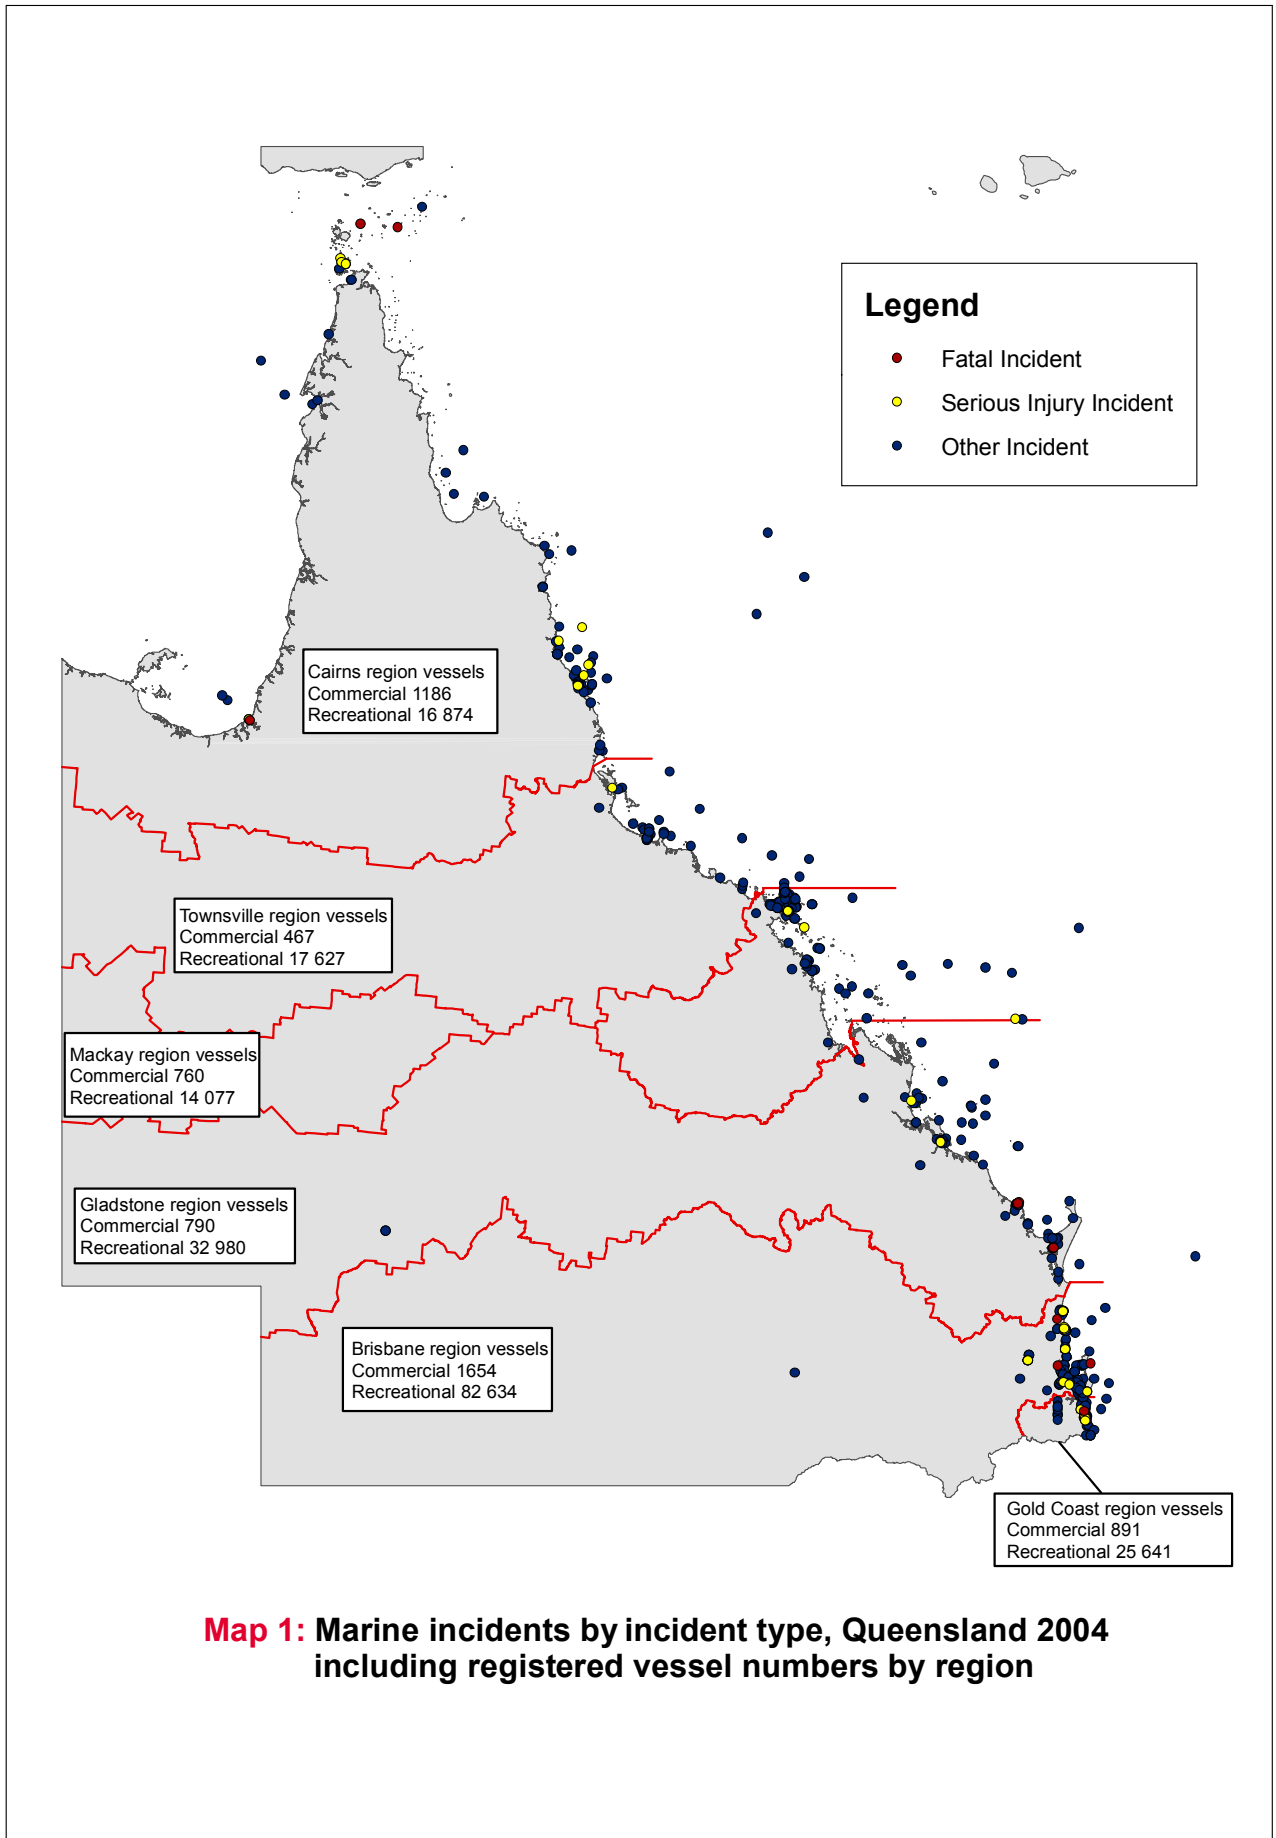 Legend
Fatal Incident
Serious Injury Incident
Other Incident
Cairns region vessels
Commercial 1186
Recreational 16 874
Townsville region vessels
Commercial 467
Recreational 17 627
Mackay region vessels
Commercial 760
Recreational 14 077
Gladstone region vessels
Commercial 790
Recreational 32 980
Brisbane region vessels
Commercial 1654
Recreational 82 634
Gold Coast region vessels
Commercial 891
Recreational 25 641
Map 1: Marine incidents by incident type, Queensland 2004
including registered vessel numbers by region